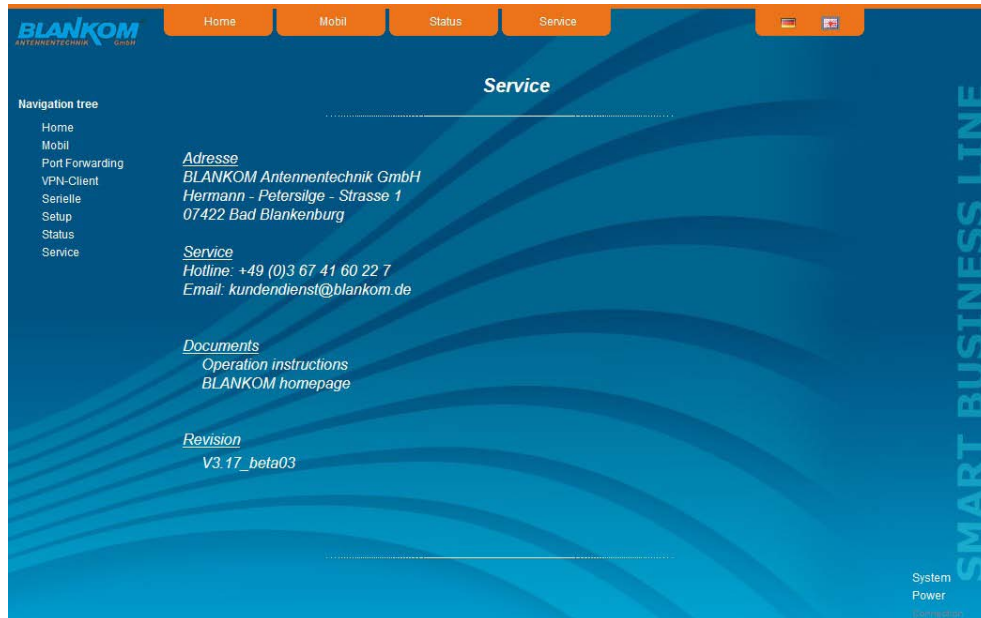 BLANKOM
ANTENNENTECHNIK GmbH
Home Mobil Status Service
Service
Navigation tree
Home
Mobil
Port Forwarding
VPN-Client
Serielle
Setup
Status
Service
Adresse
BLANKOM Antennentechnik GmbH
Hermann - Petersilge - Strasse 1
07422 Bad Blankenburg
Service
Hotline: +49 (0)3 67 41 60 22 7
Email: kundendienst@blankom.de
Documents
Operation instructions
BLANKOM homepage
Revision
V3.17_beta03
SMART BUSINESS LINE
System
Power
Connection